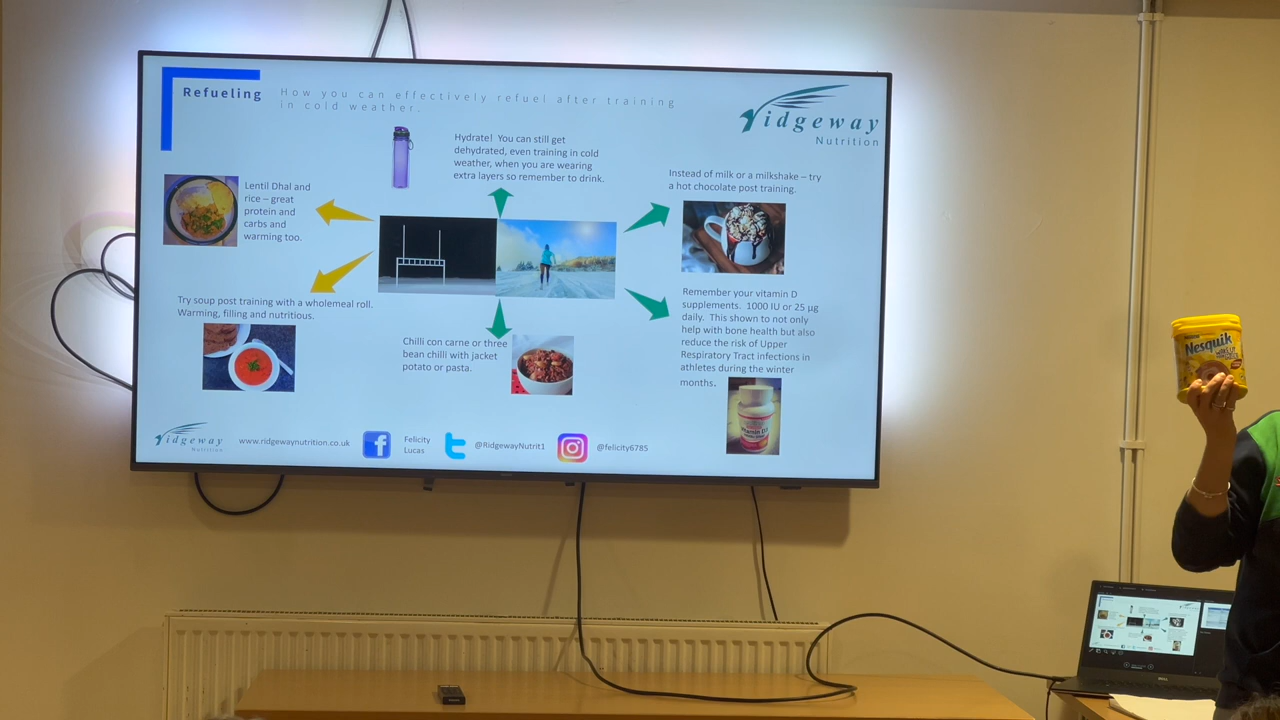 Refueling
How you can effectively refuel after training
in cold weather.
Ridgeway
Nutrition
Hydrate! You can still get
dehydrated, even training in cold
weather, when you are wearing
extra layers so remember to drink.
Instead of milk or a milkshake – try
a hot chocolate post training.
Lentil Dhal and
rice – great
protein and
carbs and
warming too.
Try soup post training with a wholemeal roll.
Warming, filling and nutritious.
Chilli con carne or three
bean chilli with jacket
potato or pasta.
Remember your vitamin D
supplements. 1000 IU or 25 µg
daily. This shown to not only
help with bone health but also
reduce the risk of Upper
Respiratory Tract infections in
athletes during the winter
months.
Vitamin D3
Ridgeway
Nutrition
www.ridgewaynutrition.co.uk
Felicity
Lucas
@RidgewayNutrit1
@felicity6785
Nesquik
DELL